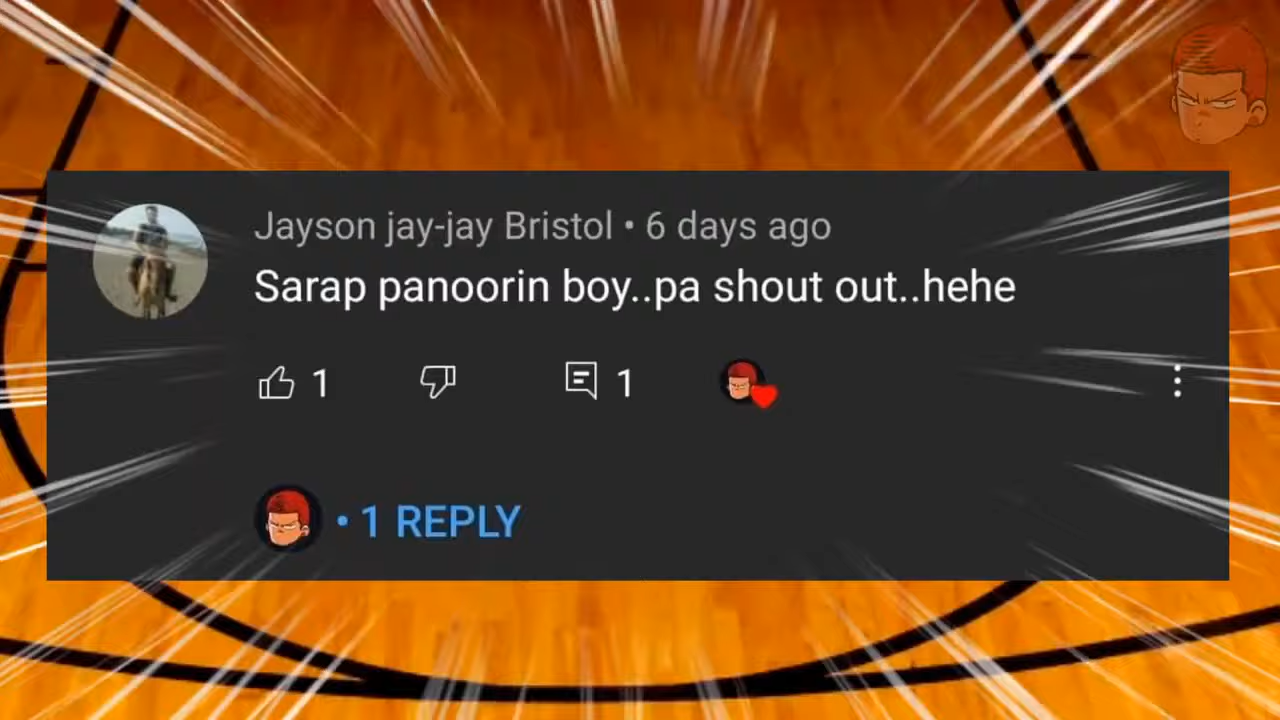 Jayson jay-jay Bristol • 6 days ago
Sarap panoorin boy..pa shout out..hehe
1 1
• 1 REPLY